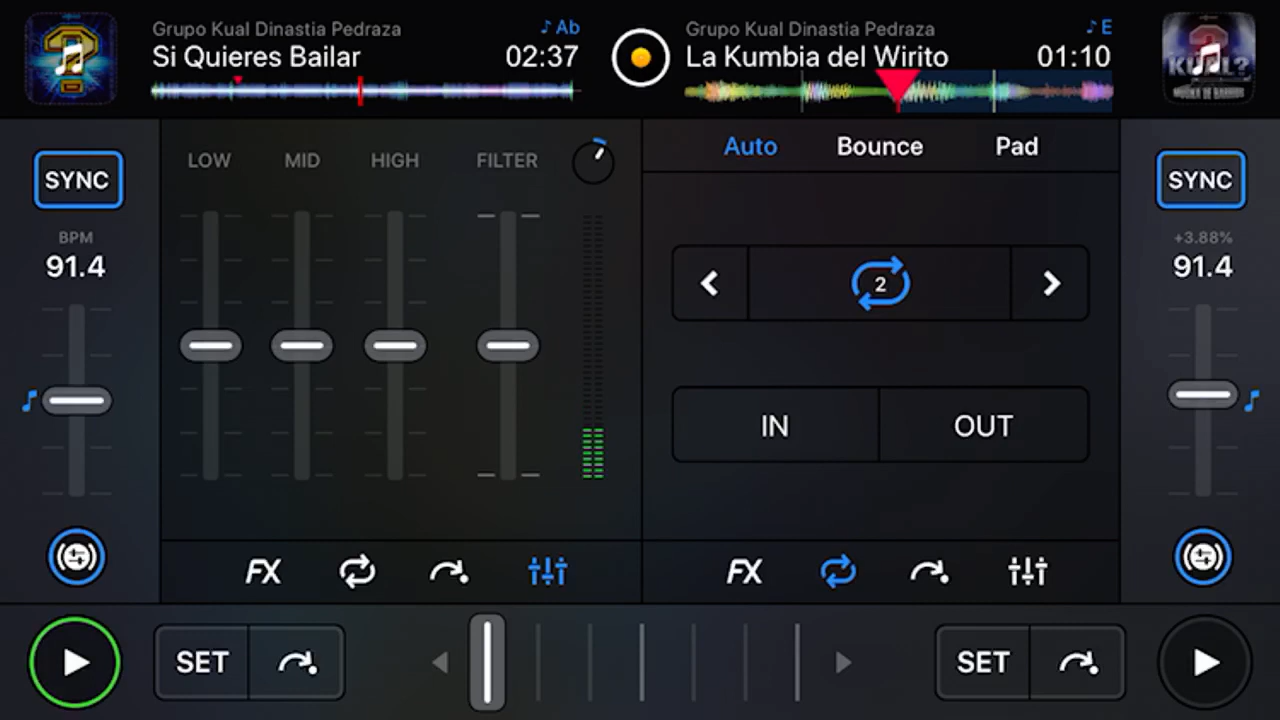 Grupo Kual Dinastia Pedraza
Ab
Si Quieres Bailar
02:37
Grupo Kual Dinastia Pedraza
E
La Kumbia del Wirito
01:10
?
KUAL?
SYNC
BPM
91.4
LOW
MID
HIGH
FILTER
Auto
Bounce
Pad
2
IN
OUT
SYNC
+3.88%
91.4
FX
FX
SET
SET